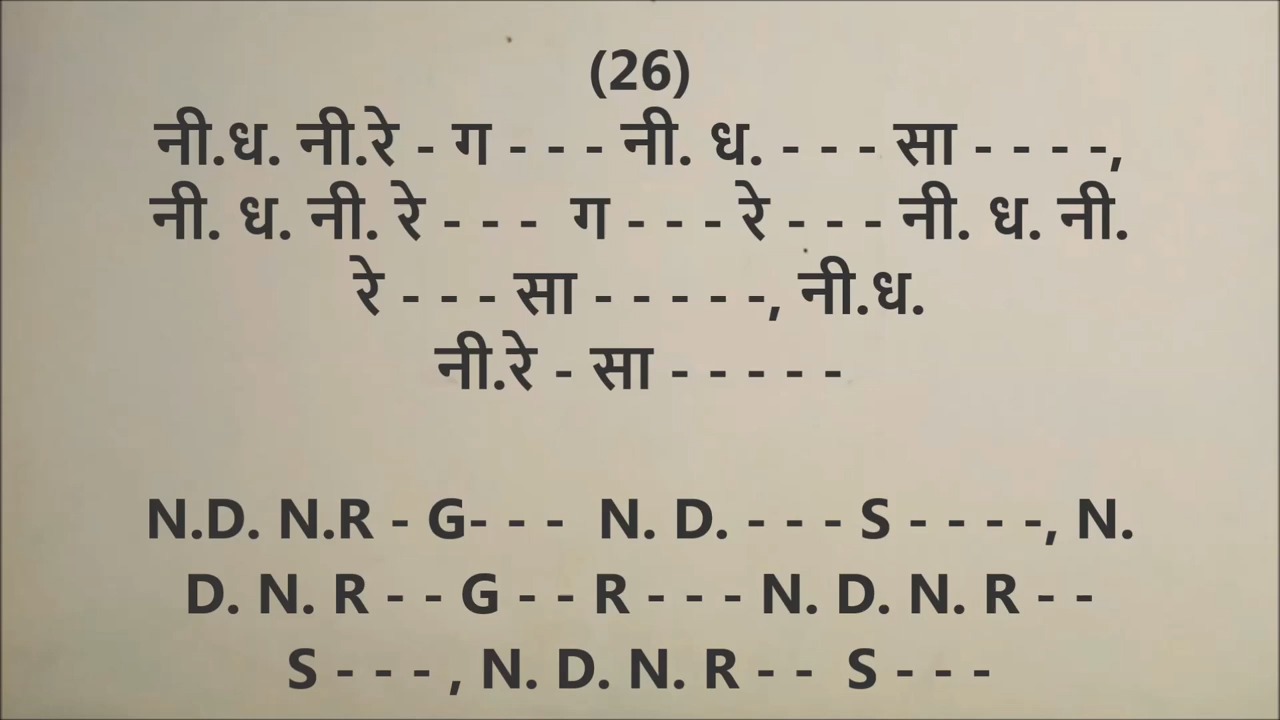 (26)
नी.ध. नी.रे - ग - - - नी. ध. - - - सा - - - -,
नी. ध. नी. रे - - - ग - - - रे - - - नी. ध. नी.
रे - - - सा - - - - -, नी.ध.
नी.रे - सा - - - - -
N.D. N.R - G- - - N. D. - - - S - - - -, N.
D. N. R - - G - - R - - - N. D. N. R - -
S - - - , N. D. N. R - - S - - -